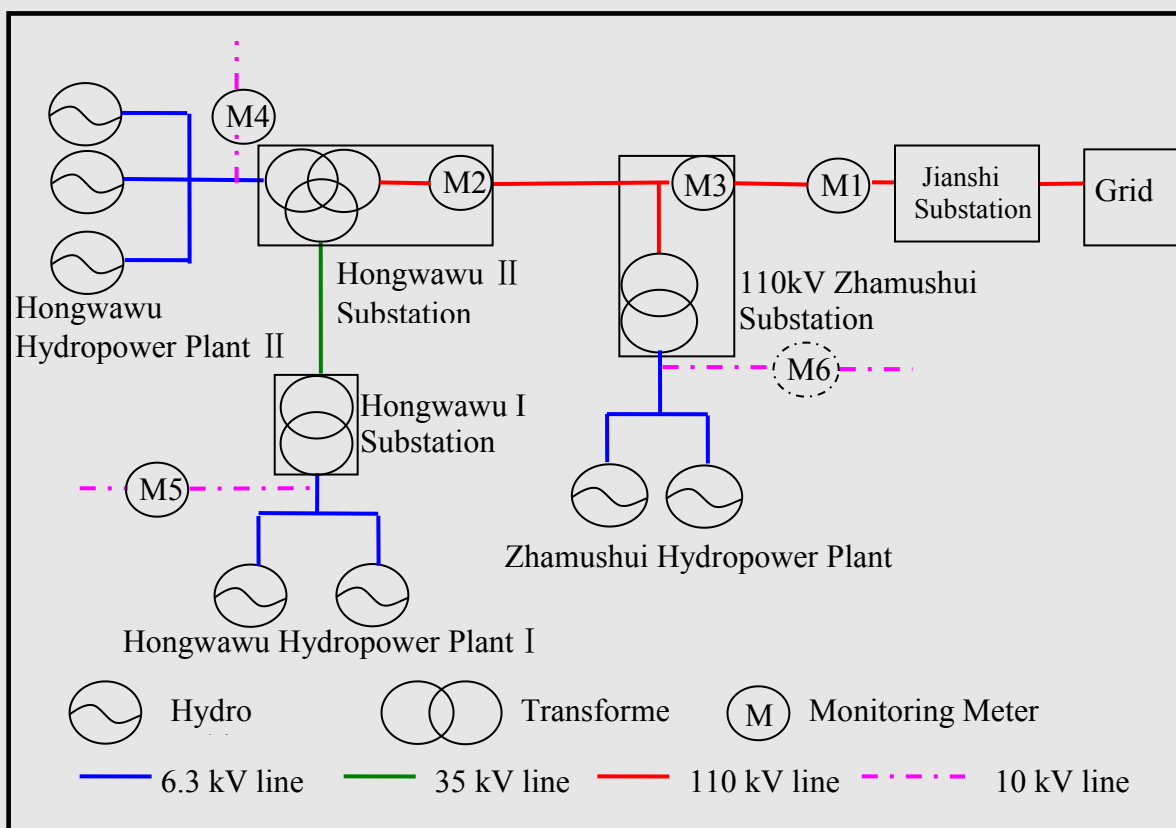 M4
M2
M3
M1
Jianshi
Substation
Grid
Hongwawu Ⅱ
Substation
110kV Zhamushui
Substation
Hongwawu
Hydropower Plant Ⅱ
M6
Hongwawu I
Substation
M5
Zhamushui Hydropower Plant
Hongwawu Hydropower Plant Ⅰ
Hydro
Transforme
M
Monitoring Meter
6.3 kV line
35 kV line
110 kV line
10 kV line